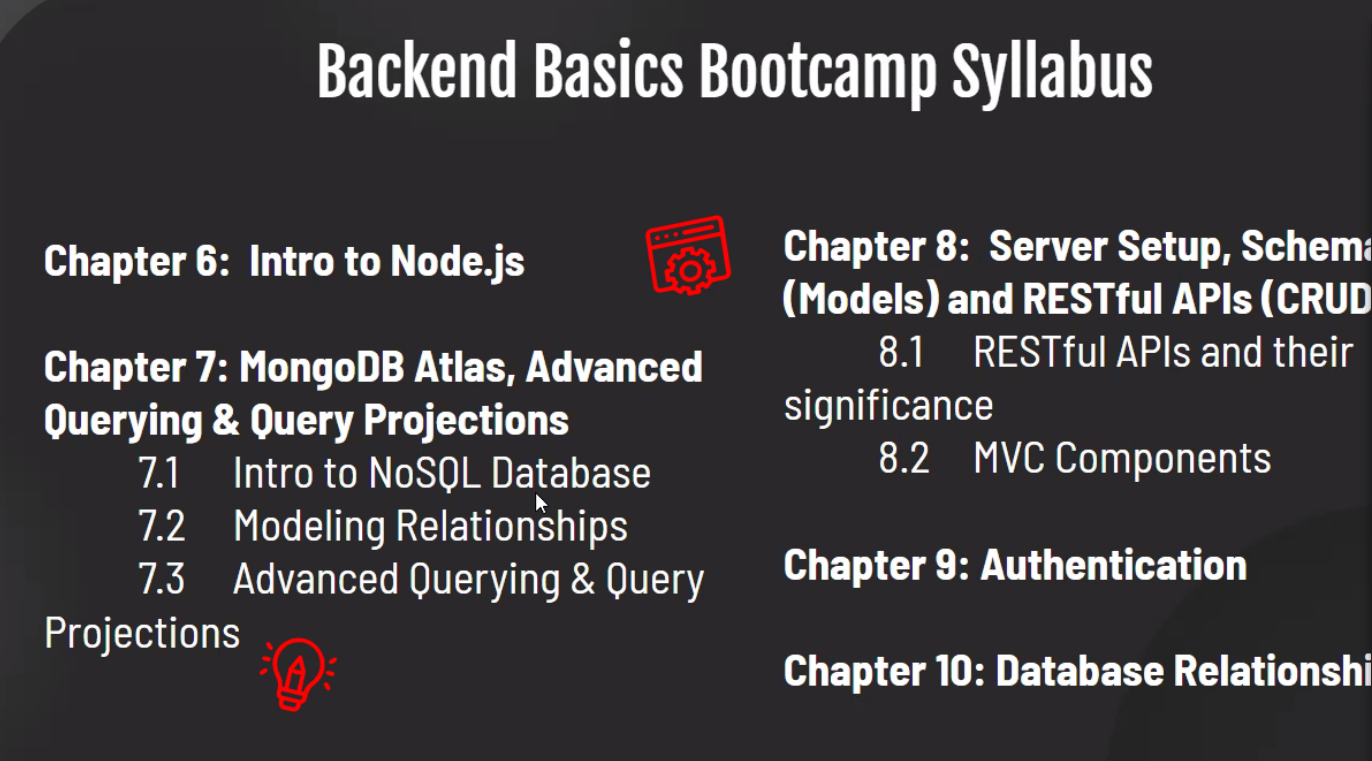 Backend Basics Bootcamp Syllabus
Chapter 6: Intro to Node.js
Chapter 7: MongoDB Atlas, Advanced
Querying & Query Projections
7.1 Intro to NoSQL Database
7.2 Modeling Relationships
7.3 Advanced Querying & Query
Projections
Chapter 8: Server Setup, Schema
(Models) and RESTful APIs (CRUD
8.1 RESTful APIs and their
significance
8.2 MVC Components
Chapter 9: Authentication
Chapter 10: Database Relationshi